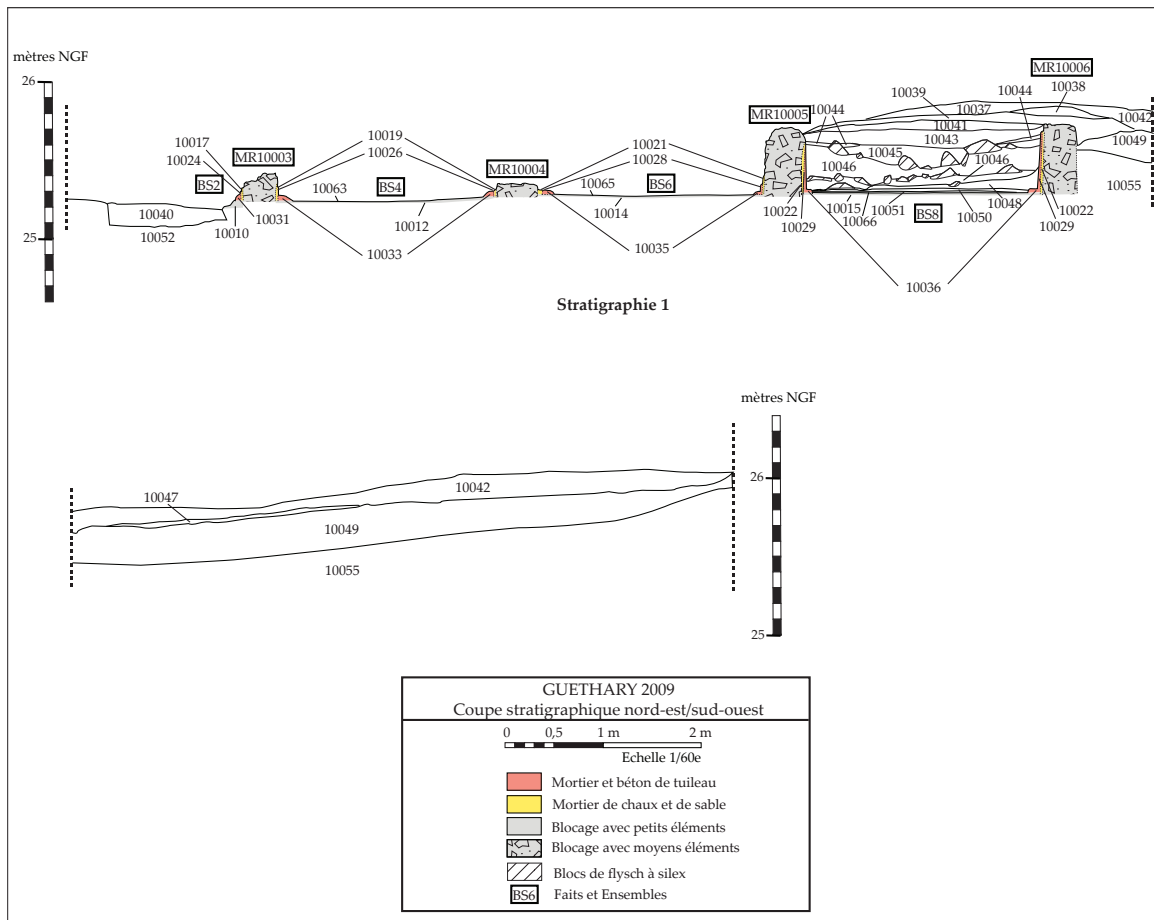 mètres NGF
26
25
10017
10024
BS2
MR10003
10040
10052
10010
10031
10019
10026
10063
BS4
10012
10033
MR10004
10021
10028
10065
BS6
10014
10035
MR10005
10044
10039
10037
10041
10043
10045
10046
10046
10044
MR10006
10038
10042
10049
10055
10022
10029
10015
10066
10051
BS8
10050
10048
10022
10029
10036
Stratigraphie 1
mètres NGF
26
25
10047
10042
10049
10055
GUETHARY 2009
Coupe stratigraphique nord-est/sud-ouest
0 0,5 1 m 2 m
Echelle 1/60e
Mortier et béton de tuileau
Mortier de chaux et de sable
Blocage avec petits éléments
Blocage avec moyens éléments
Blocs de flysch à silex
BS6 Faits et Ensembles